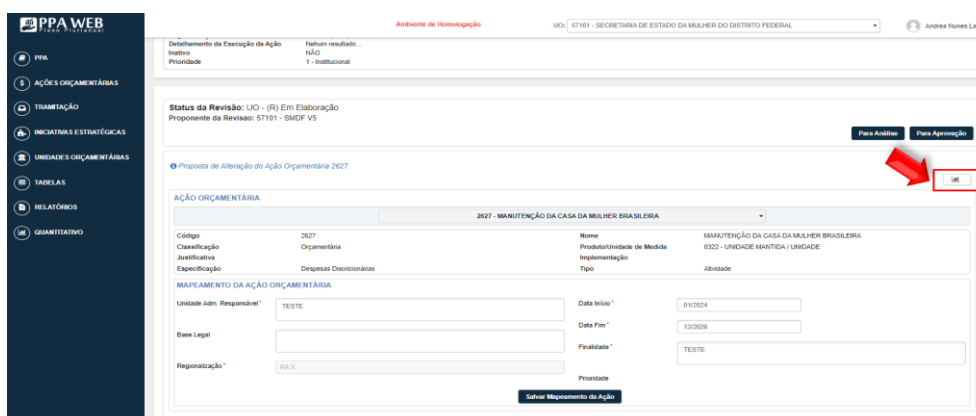 PPA WEB
Plano Plurianual
Ambiente de Homologação
UO: 57101 - SECRETARIA DE ESTADO DA MULHER DO DISTRITO FEDERAL
Andrea Nunes La
PPA
AÇÕES ORÇAMENTÁRIAS
TRAMITAÇÃO
INICIATIVAS ESTRATÉGICAS
UNIDADES ORÇAMENTÁRIAS
TABELAS
RELATÓRIOS
QUANTITATIVO
Detalhamento da Execução da Ação Nehum resultado...
Inativo NÃO
Prioridade 1 - Institucional
Status da Revisão: UO - (R) Em Elaboração
Proponente da Revisao: 57101 - SMDF V5
Para Análise Para Aprovação
Proposta de Alteração do Ação Orçamentária 2627.
AÇÃO ORÇAMENTÁRIA
2627 - MANUTENÇÃO DA CASA DA MULHER BRASILEIRA
Código 2627 Nome MANUTENÇÃO DA CASA DA MULHER BRASILEIRA
Classificação Orçamentária Produto/Unidade de Medida 0322 - UNIDADE MANTIDA / UNIDADE
Justificativa Implementação
Especificação Despesas Discricionárias Tipo Atividade
MAPEAMENTO DA AÇÃO ORÇAMENTÁRIA
Unidade Adm. Responsável * TESTE Data Início * 01/2024
Data Fim * 12/2026
Base Legal
Finalidade * TESTE
Regionalização * RA X
Prioridade
Salvar Mapeamento da Ação